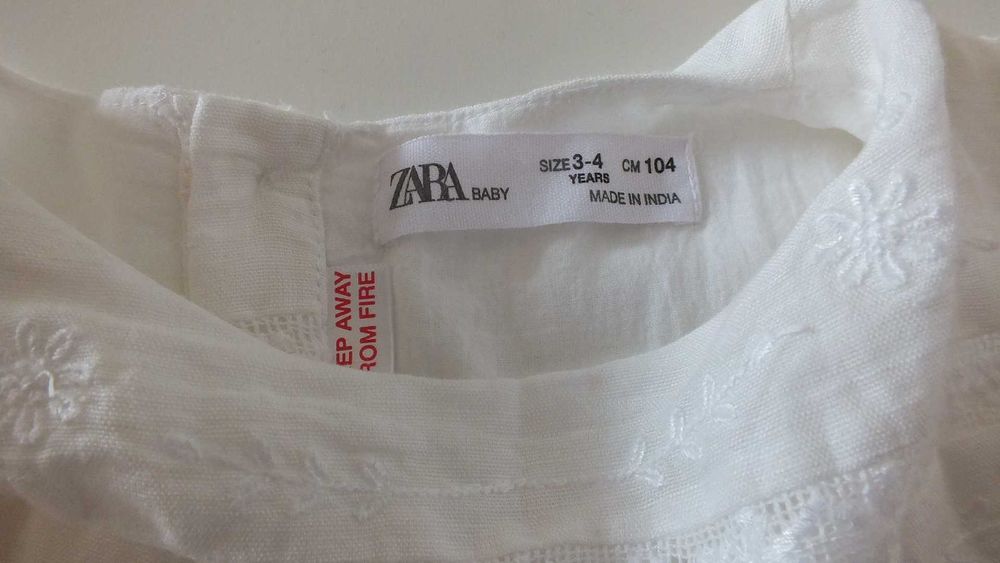 ZARA BABY
SIZE 3-4 CM 104
YEARS
MADE IN INDIA
EP AWAY
ROM FIRE